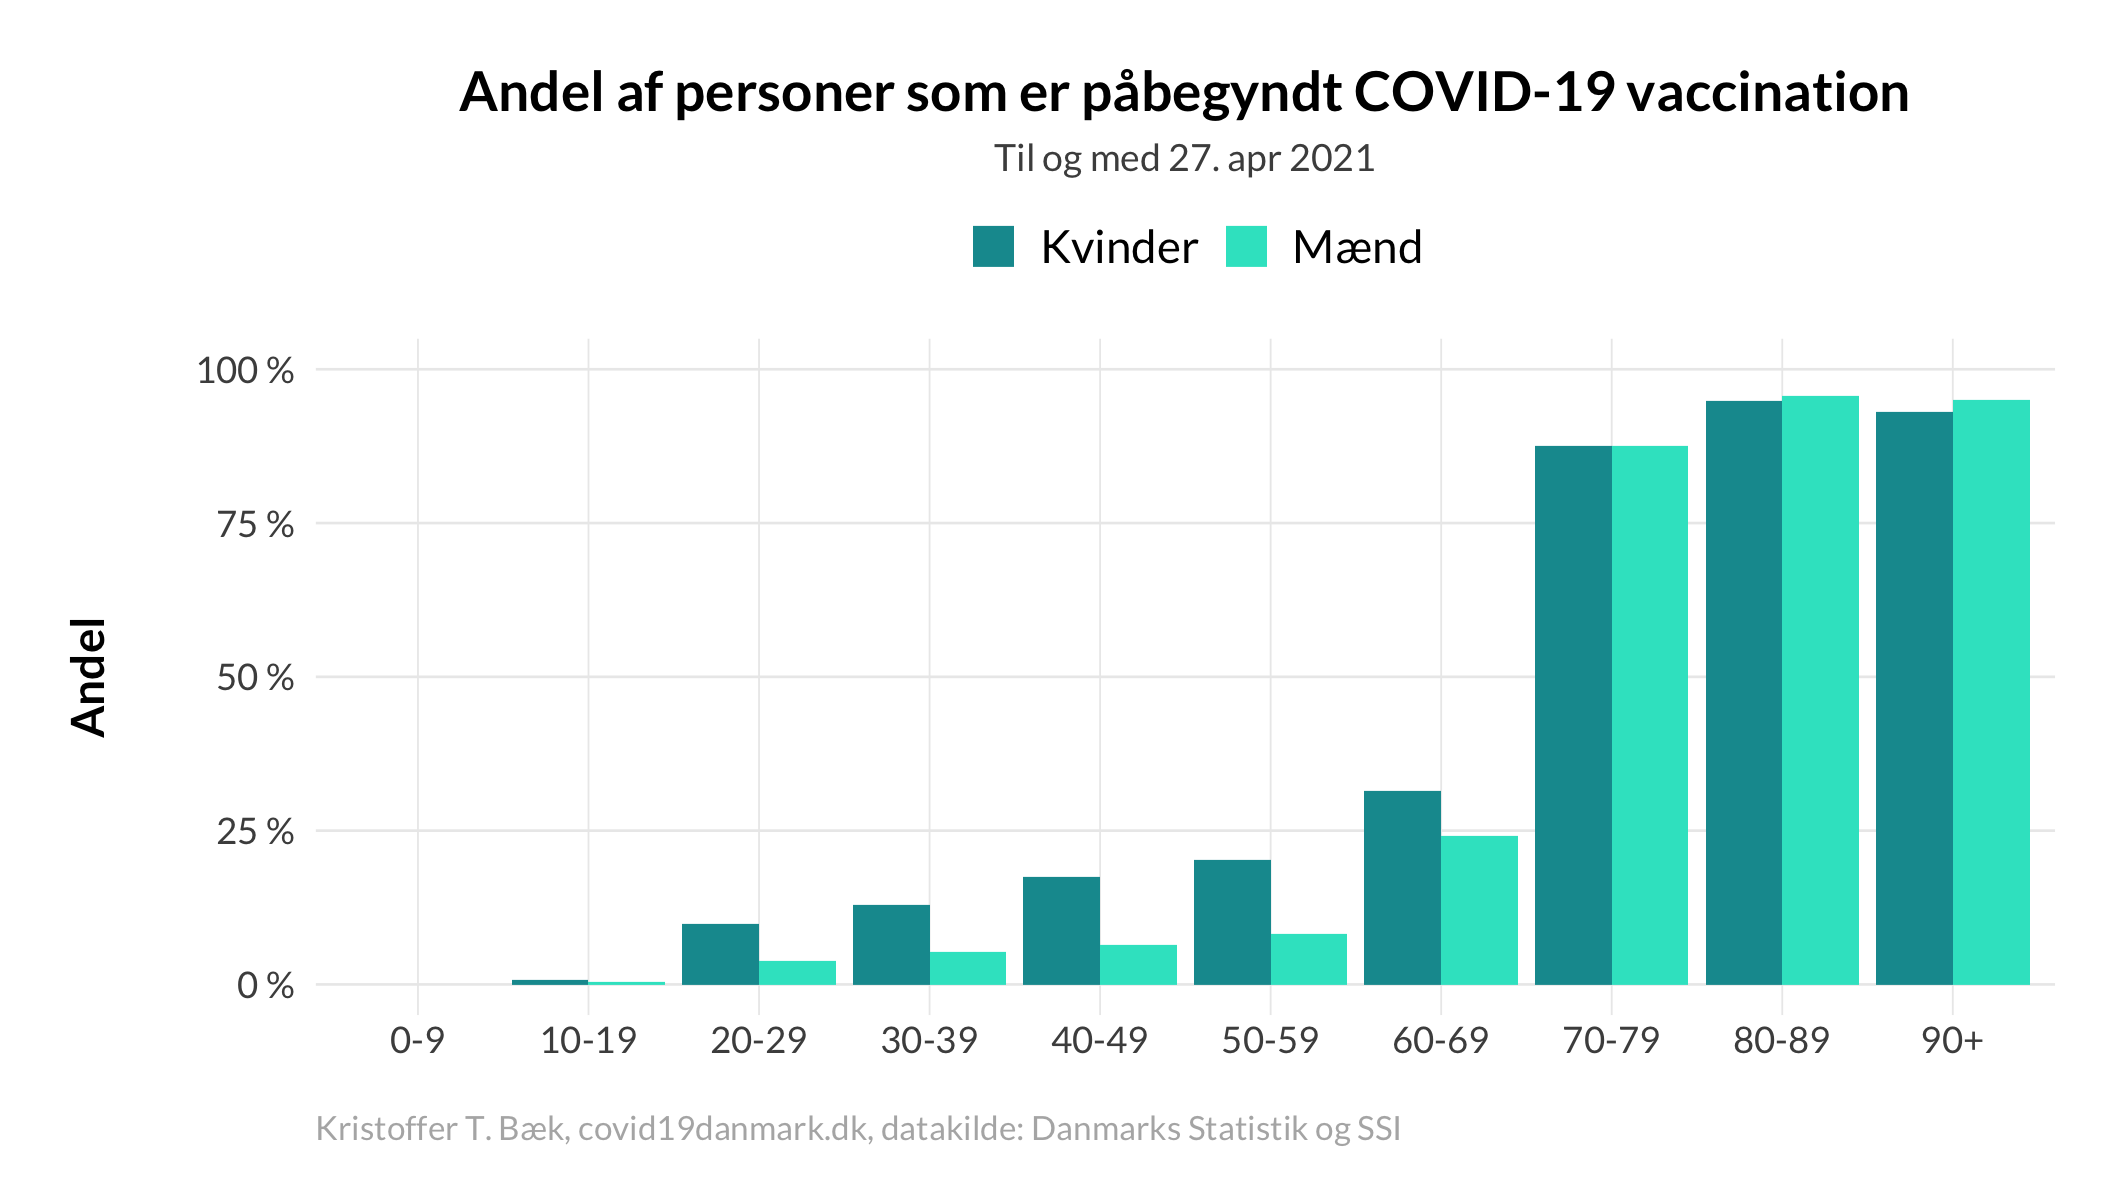 Andel af personer som er påbegyndt COVID-19 vaccination
Til og med 27. apr 2021
Kvinder Mænd
100 %
75 %
50 %
25 %
0 %
Andel
0-9 10-19 20-29 30-39 40-49 50-59 60-69 70-79 80-89 90+
Kristoffer T. Bæk, covid19danmark.dk, datakilde: Danmarks Statistik og SSI